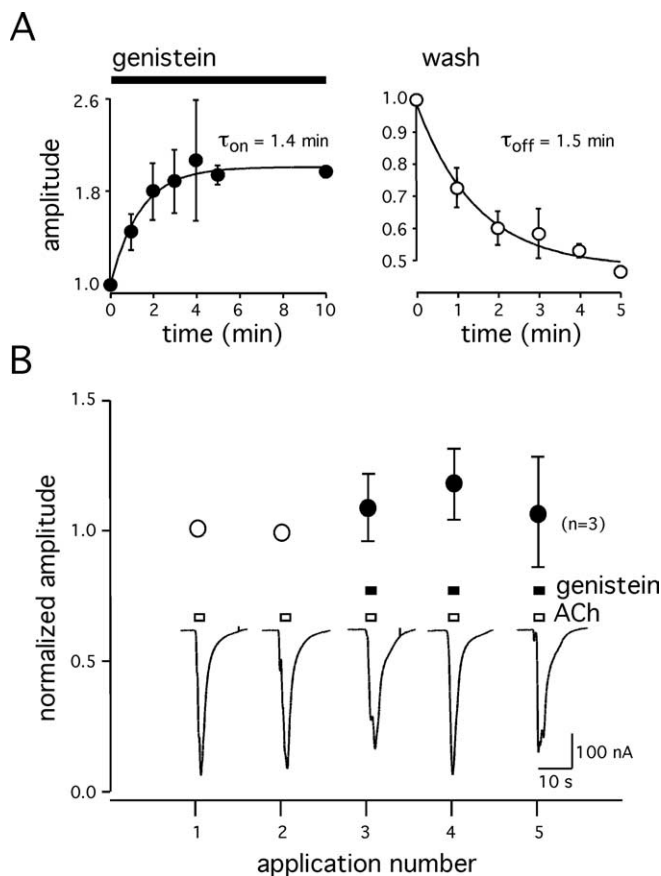 A
genistein
wash
2.6
1.8
1.0
amplitude
τon = 1.4 min
0 2 4 6 8 10
time (min)
1.0
0.9
0.8
0.7
0.6
0.5
τoff = 1.5 min
0 1 2 3 4 5
time (min)
B
1.5
1.0
0.5
0.0
normalized amplitude
(n=3)
genistein
ACh
100 nA
10 s
1 2 3 4 5
application number